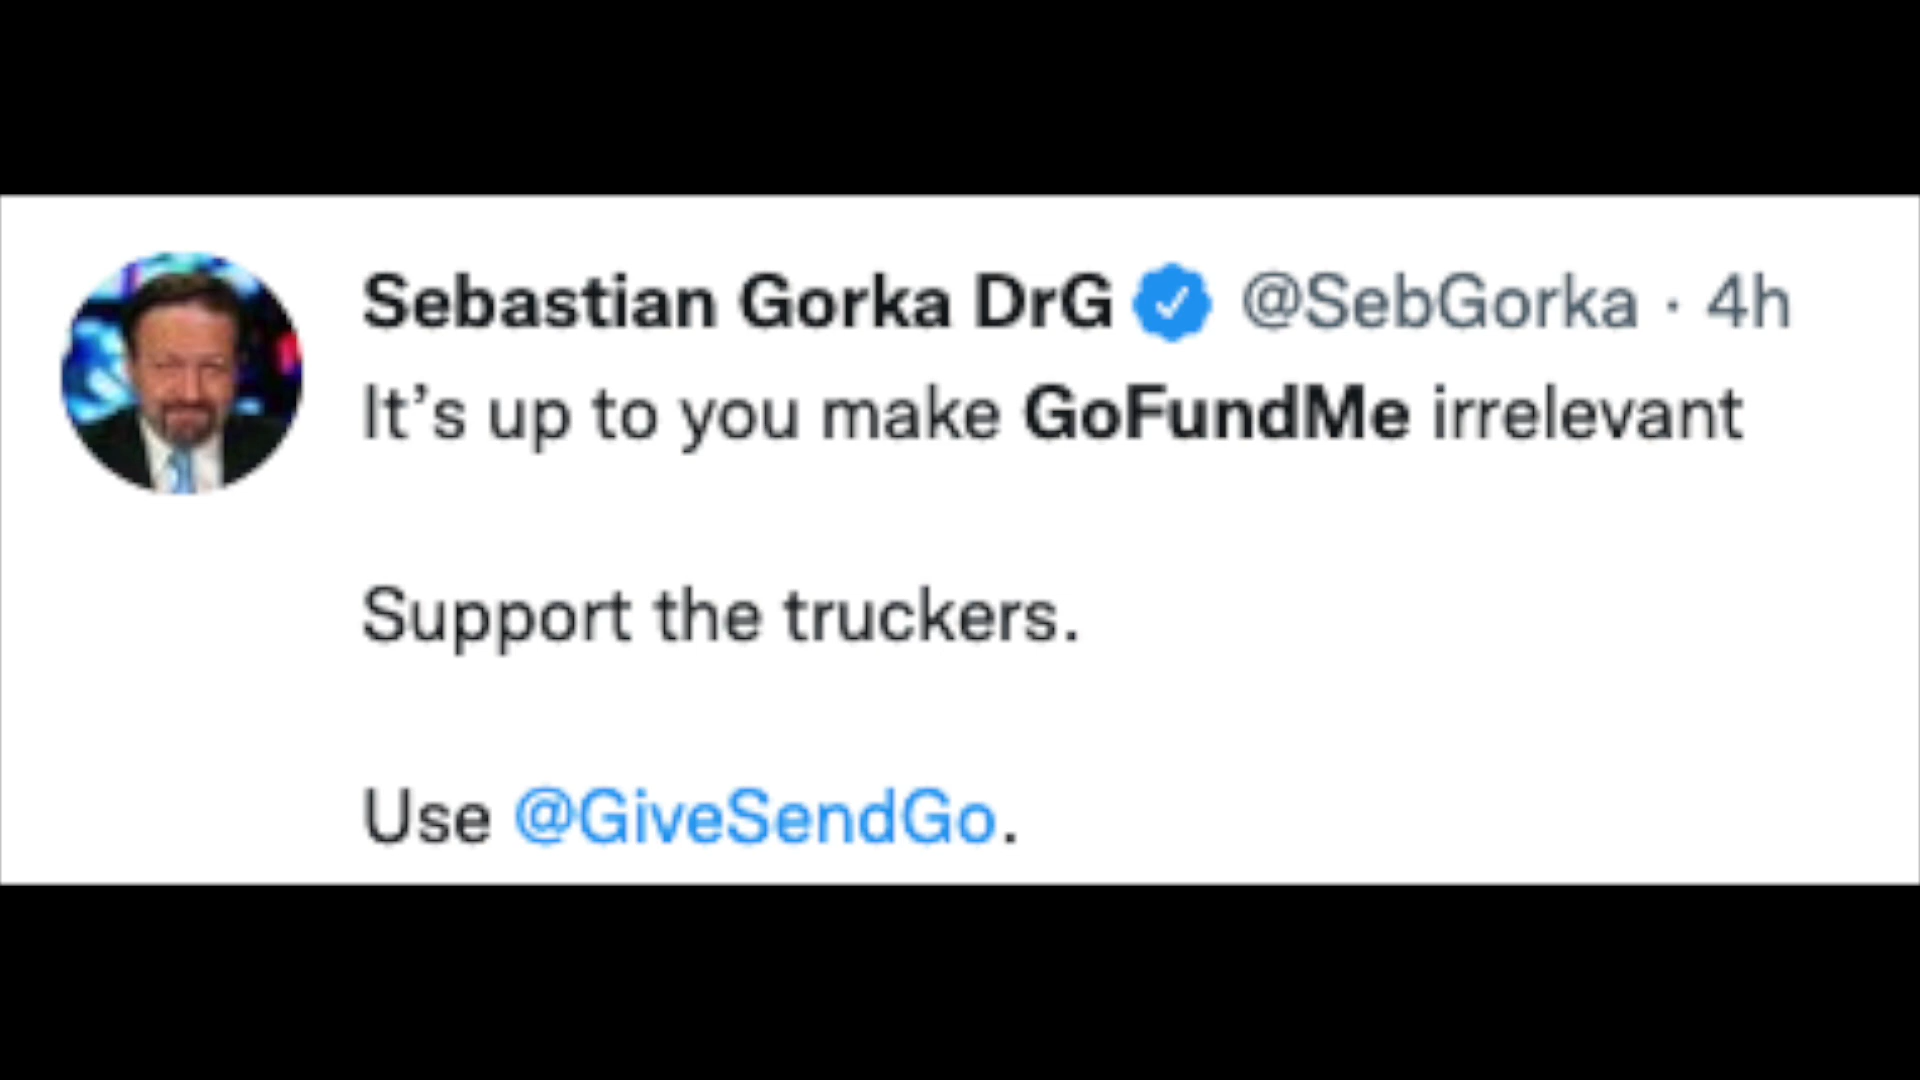 Sebastian Gorka DrG @SebGorka · 4h
It’s up to you make GoFundMe irrelevant
Support the truckers.
Use @GiveSendGo.